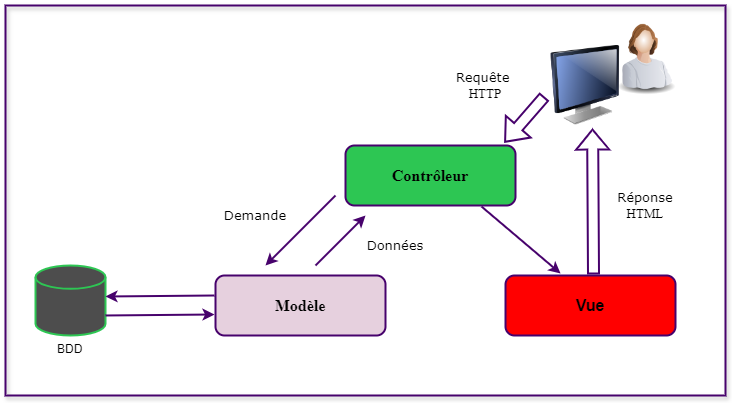 Requête
HTTP
Contrôleur
Réponse
HTML
Demande
Données
Modèle
Vue
BDD